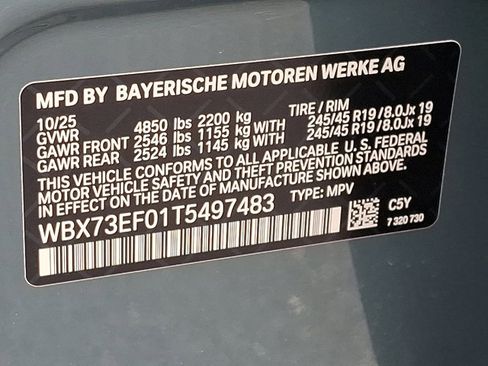 MFD BY BAYERISCHE MOTOREN WERKE AG
10/25 TIRE / RIM
GVWR 4850 lbs 2200 kg
GAWR FRONT 2546 lbs 1155 kg WITH 245/45 R19 / 8.0Jx 19
GAWR REAR 2524 lbs 1145 kg WITH 245/45 R19 / 8.0Jx 19
THIS VEHICLE CONFORMS TO ALL APPLICABLE U. S. FEDERAL
MOTOR VEHICLE SAFETY AND THEFT PREVENTION STANDARDS
IN EFFECT ON THE DATE OF MANUFACTURE SHOWN ABOVE.
WBX73EF01T5497483 TYPE: MPV
C5Y
7 320 730